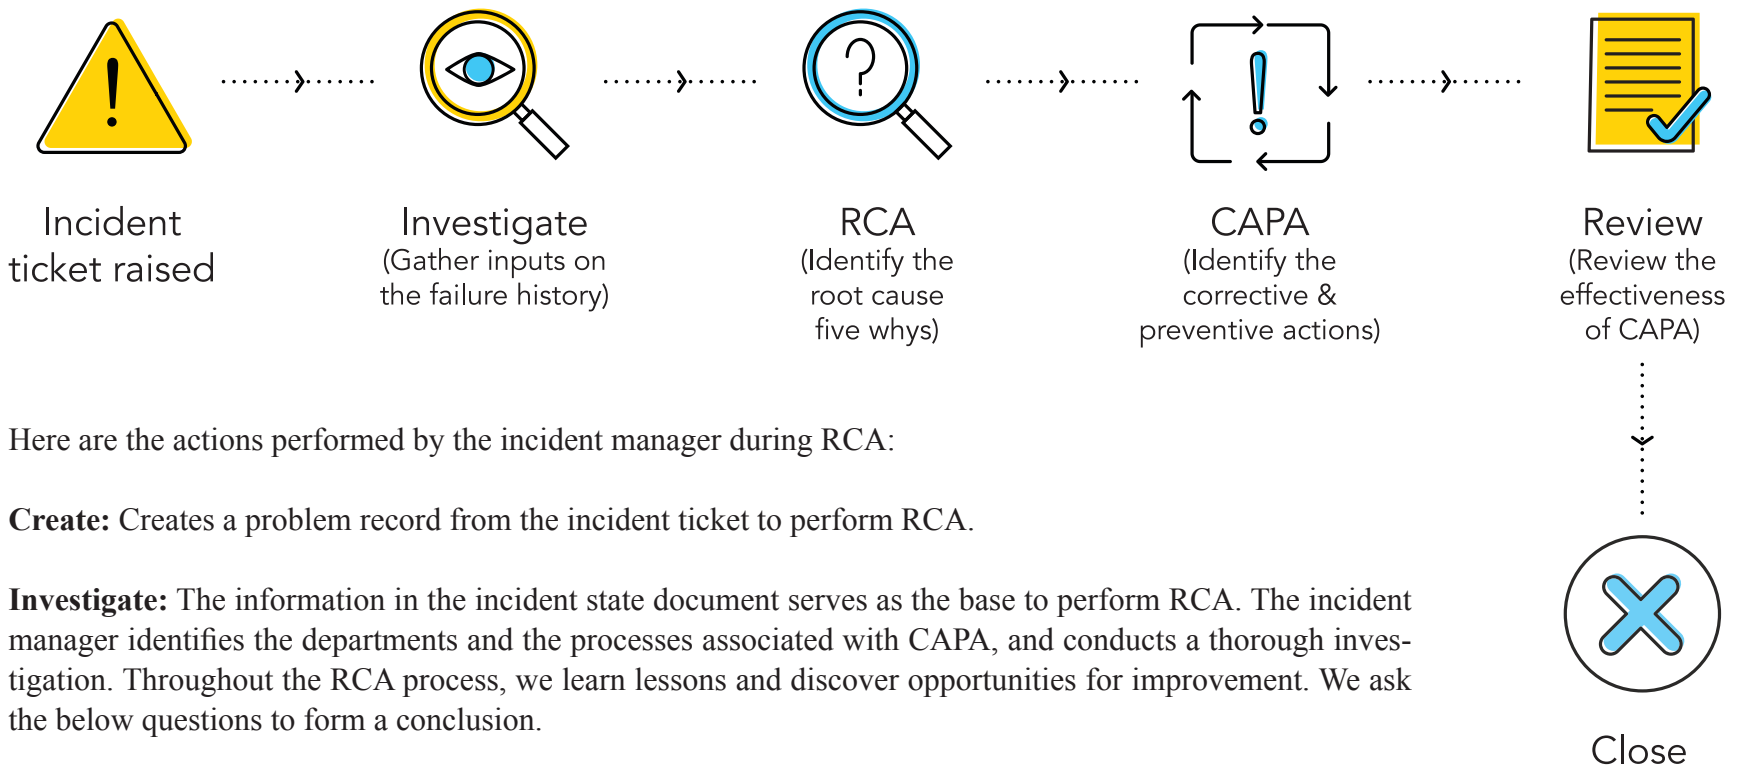 Incident
ticket raised
Investigate
(Gather inputs on
the failure history)
RCA
(Identify the
root cause
five whys)
CAPA
(Identify the
corrective &
preventive actions)
Review
(Review the
effectiveness
of CAPA)
Close
Here are the actions performed by the incident manager during RCA:
Create: Creates a problem record from the incident ticket to perform RCA.
Investigate: The information in the incident state document serves as the base to perform RCA. The incident
manager identifies the departments and the processes associated with CAPA, and conducts a thorough inves-
tigation. Throughout the RCA process, we learn lessons and discover opportunities for improvement. We ask
the below questions to form a conclusion.